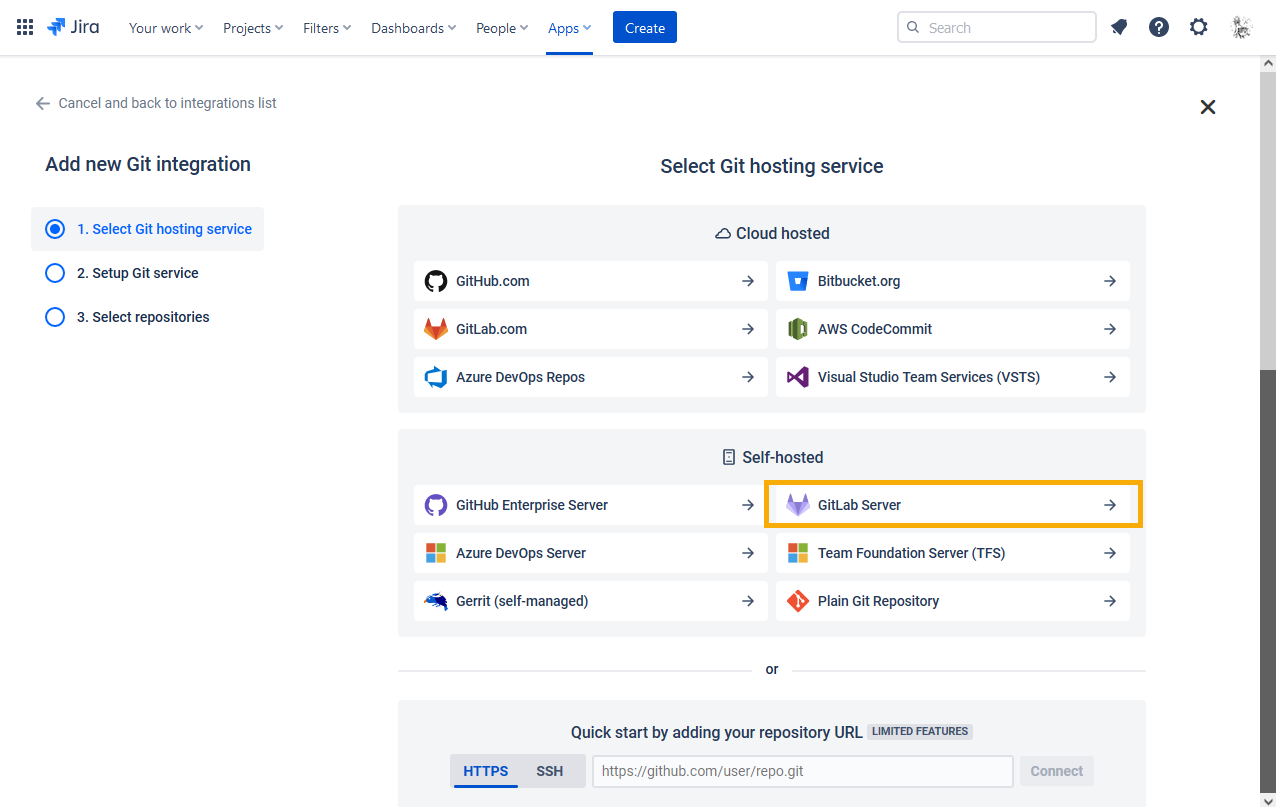 Jira Your work Projects Filters Dashboards People Apps Create Search
Cancel and back to integrations list
Add new Git integration
1. Select Git hosting service
2. Setup Git service
3. Select repositories
Select Git hosting service
Cloud hosted
GitHub.com Bitbucket.org
GitLab.com AWS CodeCommit
Azure DevOps Repos Visual Studio Team Services (VSTS)
Self-hosted
GitHub Enterprise Server GitLab Server
Azure DevOps Server Team Foundation Server (TFS)
Gerrit (self-managed) Plain Git Repository
or
Quick start by adding your repository URL LIMITED FEATURES
HTTPS SSH https://github.com/user/repo.git Connect